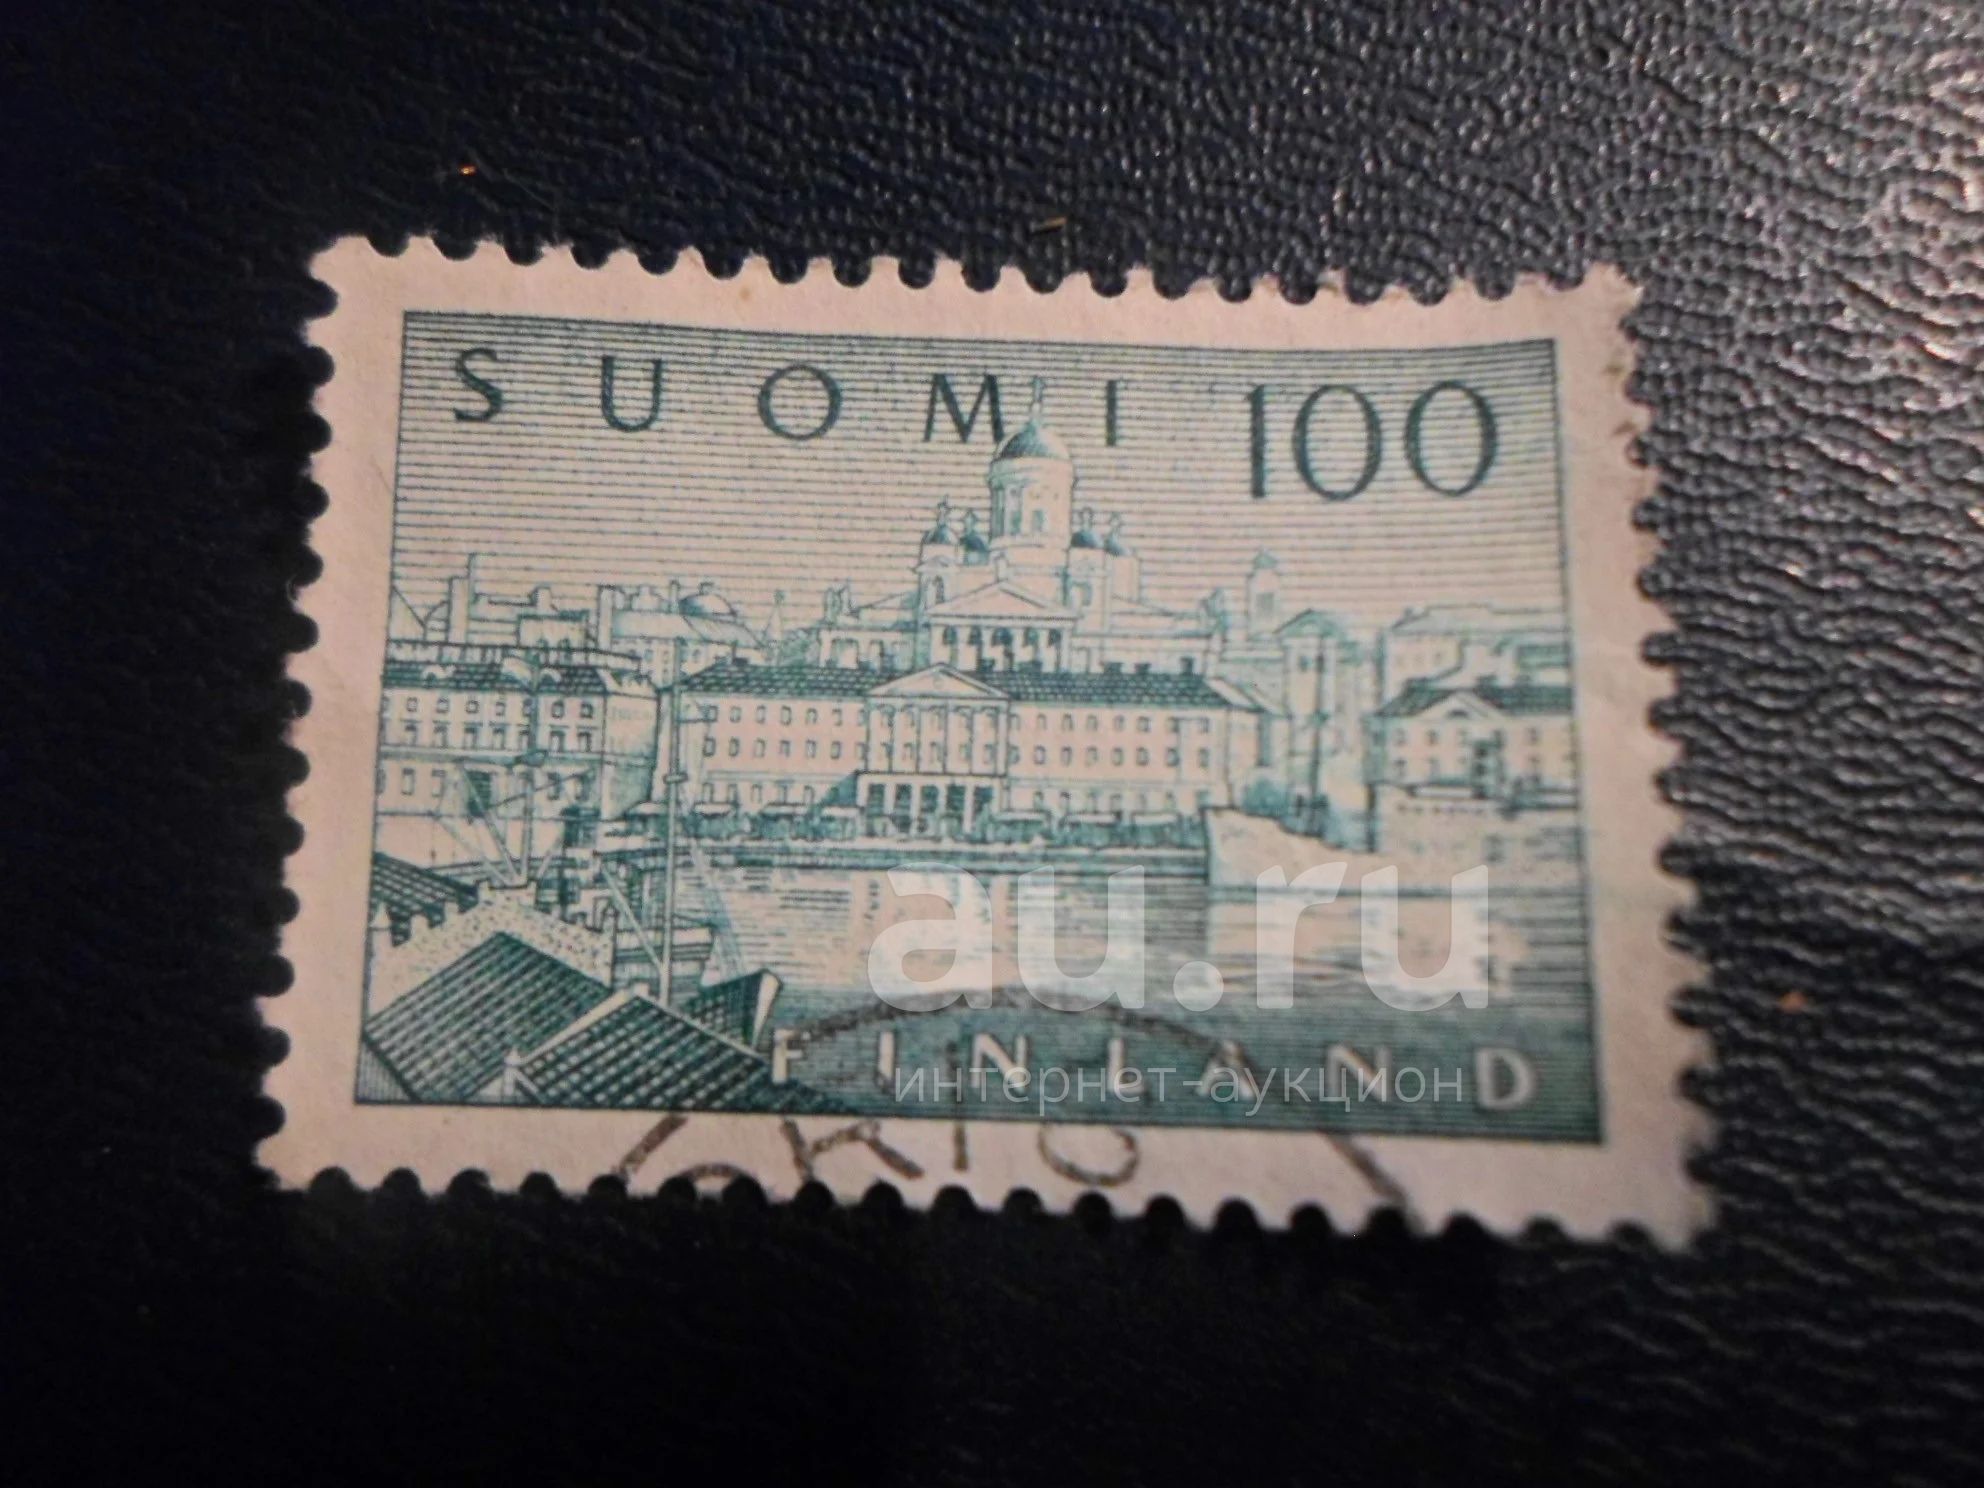 SUOMI 100
au.ru
FINLAND
интернет-аукцион